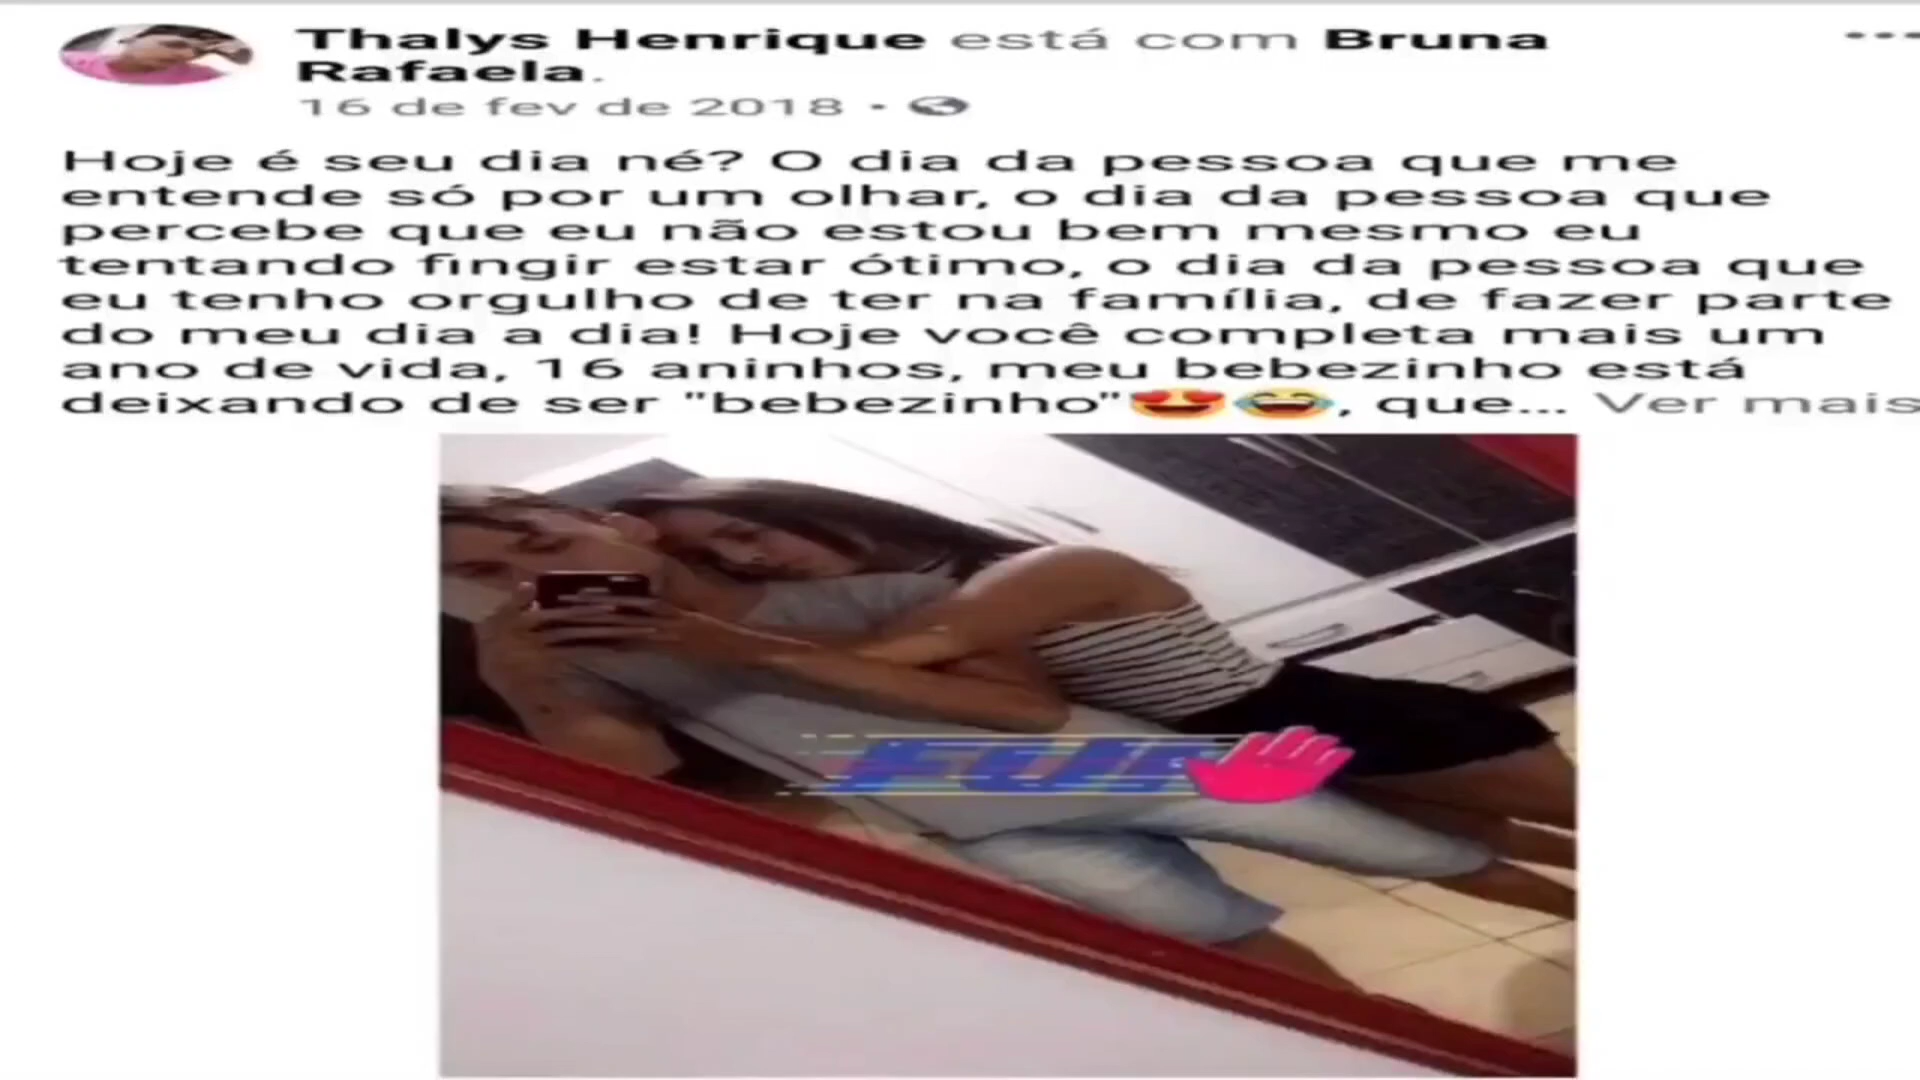 Thalys Henrique está com Bruna
Rafaela.
16 de fev de 2018 ·
Hoje é seu dia né? O dia da pessoa que me
entende só por um olhar, o dia da pessoa que
percebe que eu não estou bem mesmo eu
tentando fingir estar ótimo, o dia da pessoa que
eu tenho orgulho de ter na família, de fazer parte
do meu dia a dia! Hoje você completa mais um
ano de vida, 16 aninhos, meu bebezinho está
deixando de ser "bebezinho"😍😂, que... Ver mais
FUI